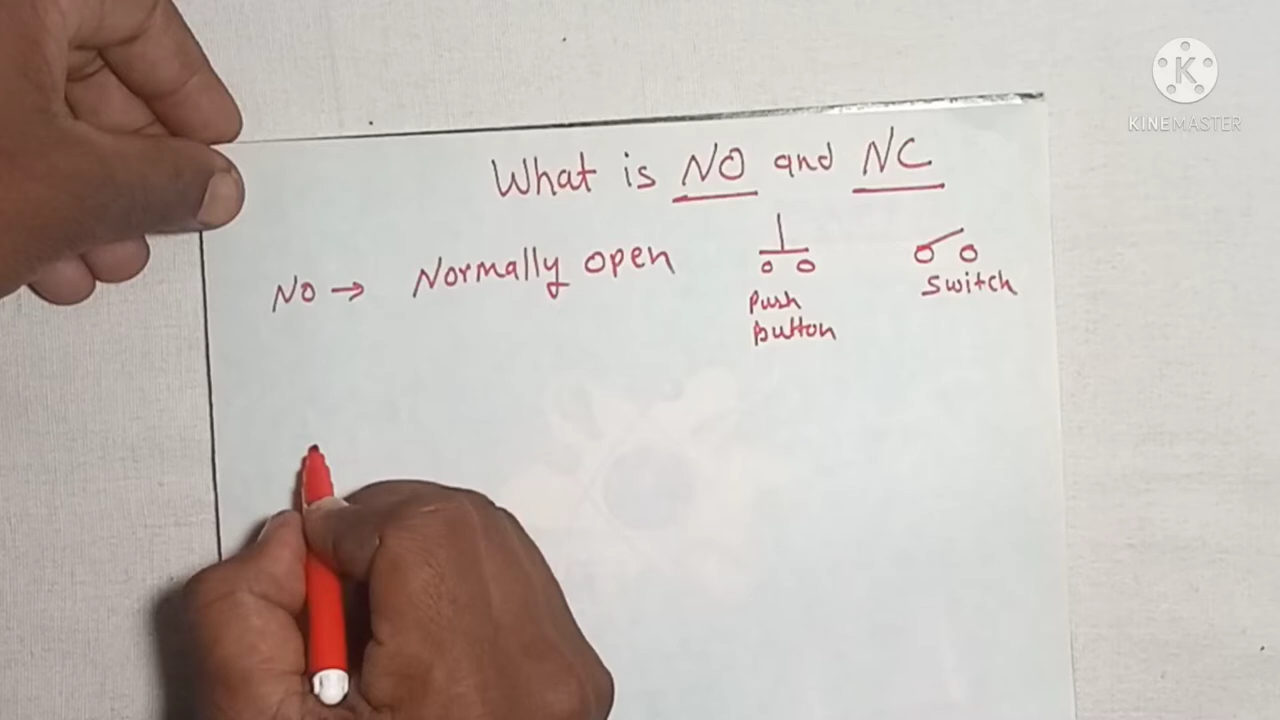 What is NO and NC
NO → Normally open
Push
button
Switch
K
KINEMASTER